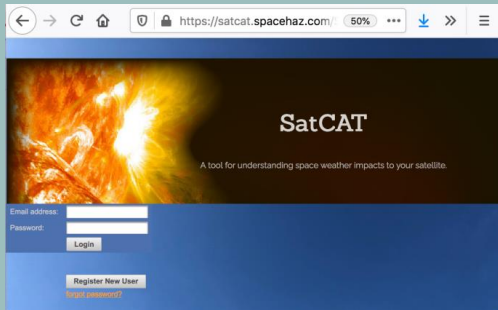 https://satcat.spacehaz.com/
50%
SatCAT
A tool for understanding space weather impacts to your satellite.
Email address:
Password:
Login
Register New User
forgot password?